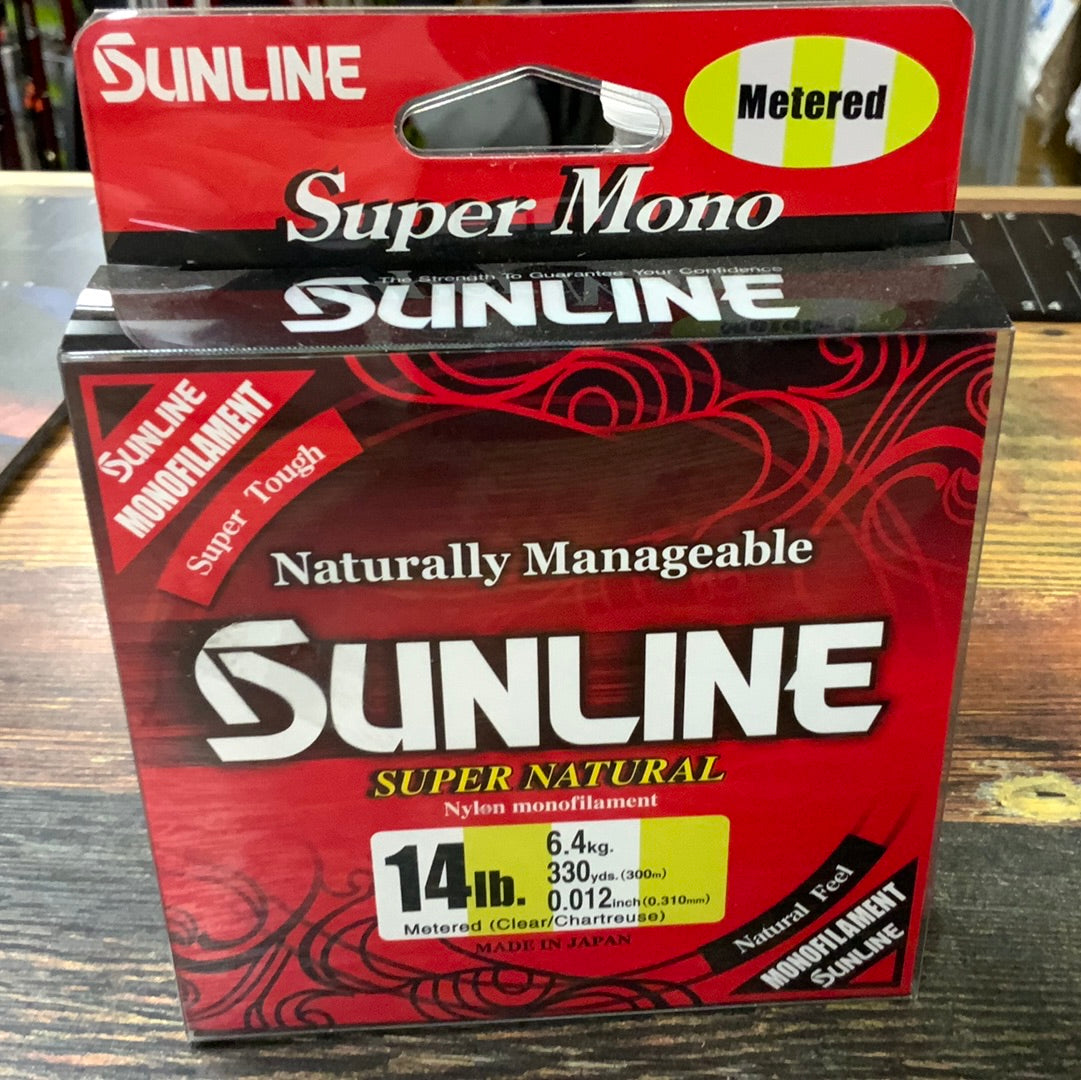 SUNLINE
Metered
Super Mono
The Strength To Guarantee Your Confidence
SUNLINE
SUNLINE
MONOFILAMENT
Super Tough
Naturally Manageable
SUNLINE
SUPER NATURAL
Nylon monofilament
14lb.
6.4kg.
330yds.(300m)
0.012inch(0.310mm)
Metered (Clear/Chartreuse)
MADE IN JAPAN
Natural Feel
MONOFILAMENT
SUNLINE
3 4